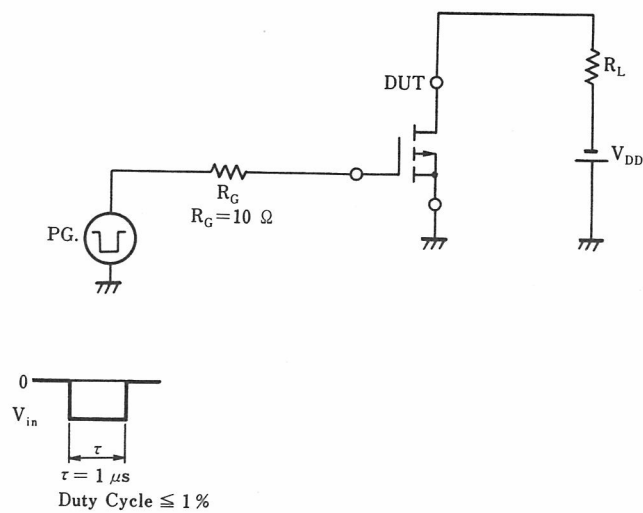 DUT
R_L
V_DD
R_G
R_G=10 Ω
PG.
0
V_in
τ
τ = 1 μs
Duty Cycle ≦ 1%